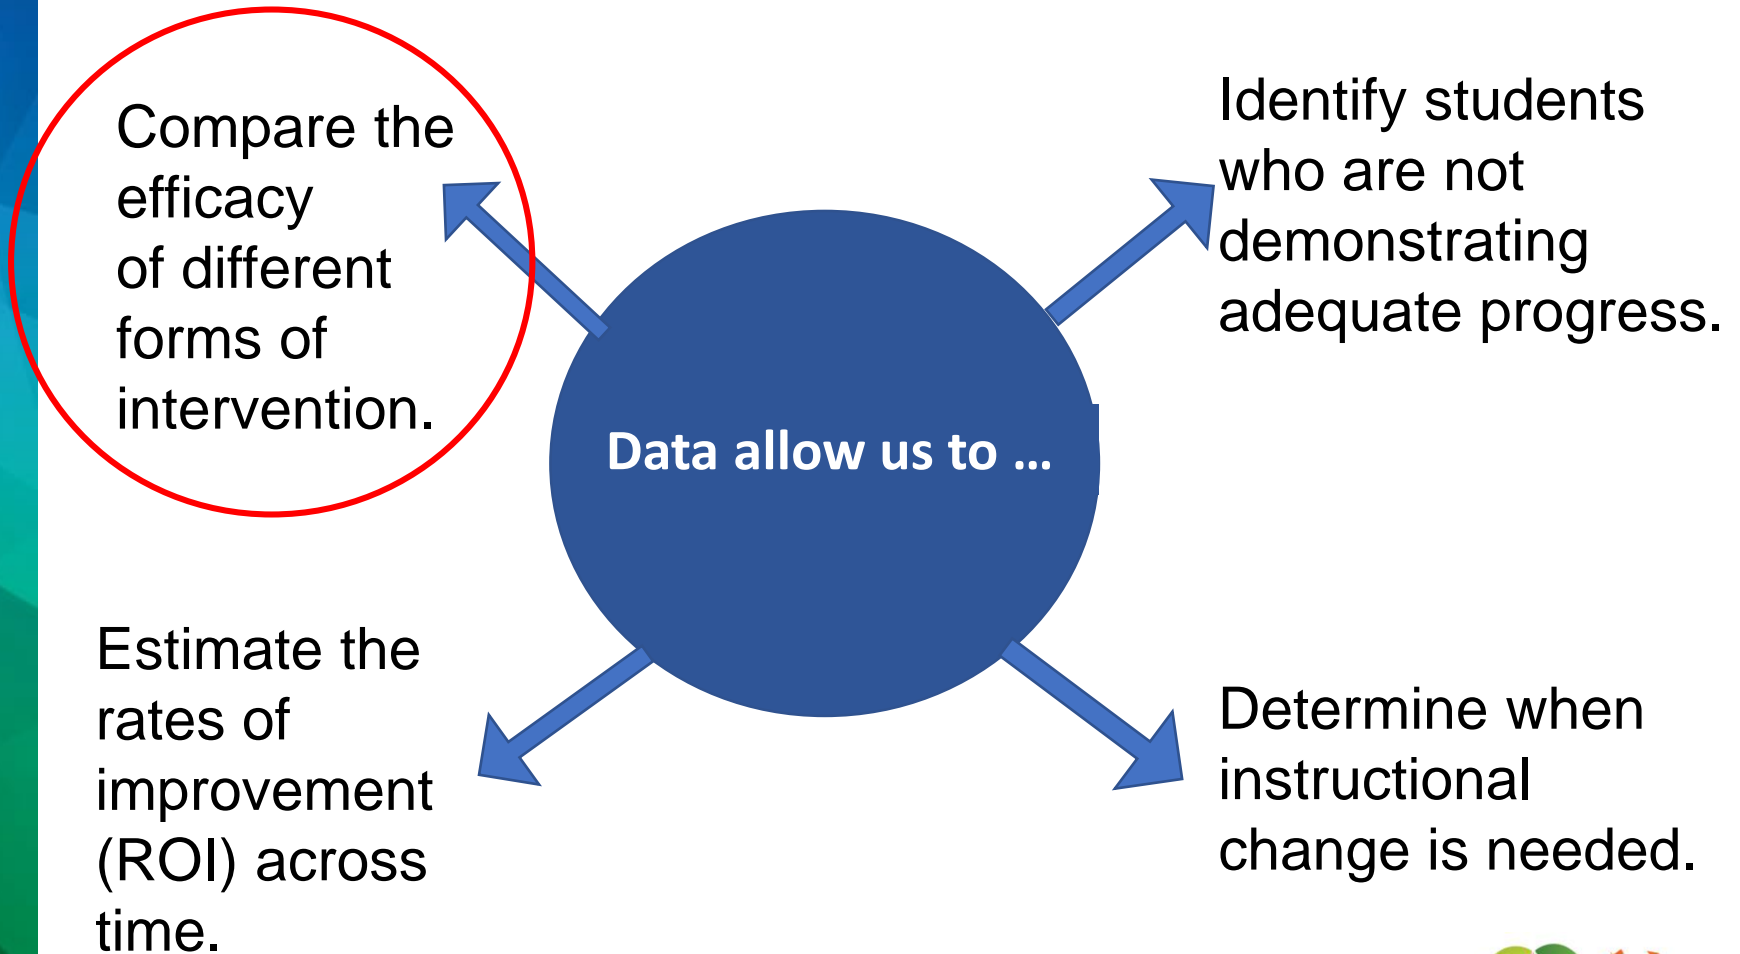 Compare the
efficacy
of different
forms of
intervention.
Identify students
who are not
demonstrating
adequate progress.
Data allow us to ...
Estimate the
rates of
improvement
(ROI) across
time.
Determine when
instructional
change is needed.